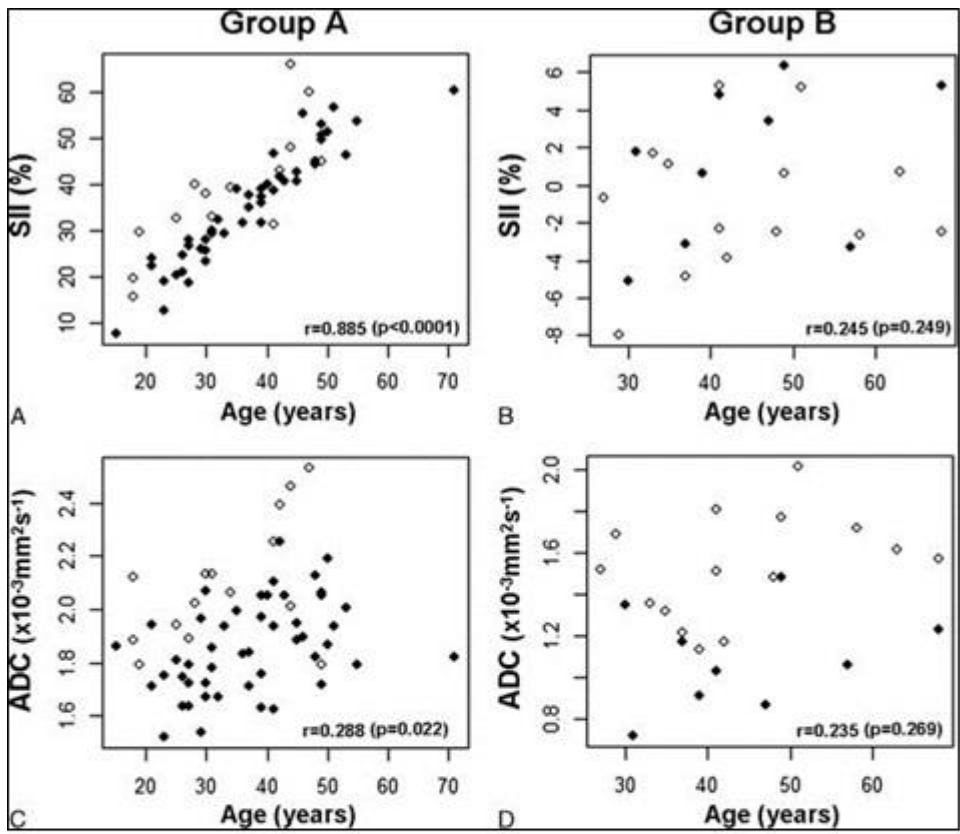 Group A
Group B
SII (%)
60
50
40
30
20
10
r=0.885 (p<0.0001)
20 30 40 50 60 70
Age (years)
A
SII (%)
6
4
2
0
-2
-4
-6
-8
r=0.245 (p=0.249)
30 40 50 60
Age (years)
B
ADC (x10⁻³mm²s⁻¹)
2.4
2.2
2.0
1.8
1.6
r=0.288 (p=0.022)
20 30 40 50 60 70
Age (years)
C
ADC (x10⁻³mm²s⁻¹)
2.0
1.6
1.2
0.8
r=0.235 (p=0.269)
30 40 50 60
Age (years)
D